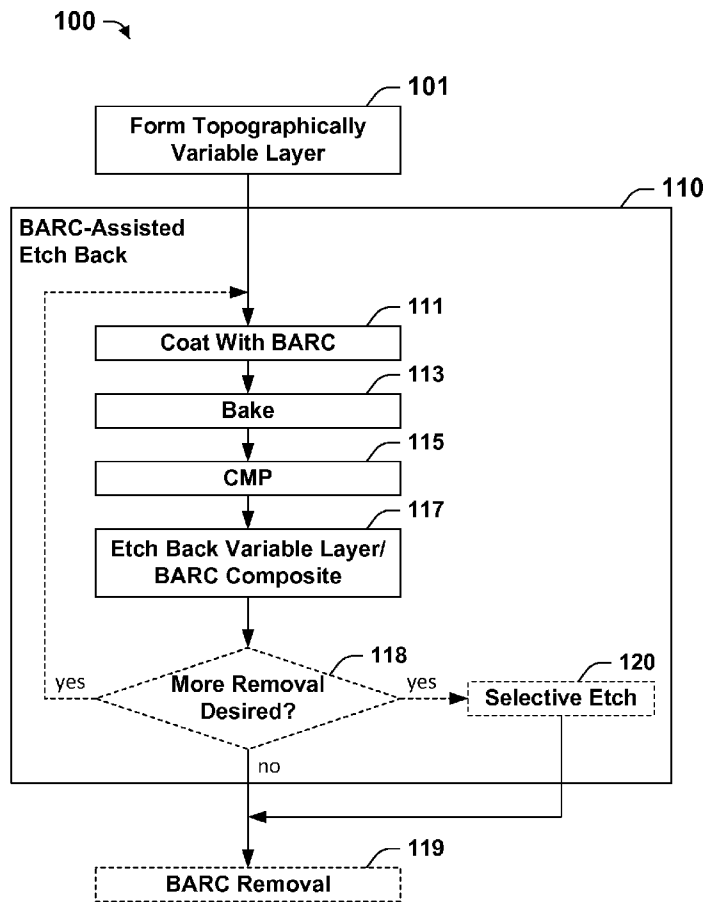 100
101
Form Topographically
Variable Layer
110
BARC-Assisted
Etch Back
111
Coat With BARC
113
Bake
115
CMP
117
Etch Back Variable Layer/
BARC Composite
118
More Removal
Desired?
yes
yes
120
Selective Etch
no
119
BARC Removal